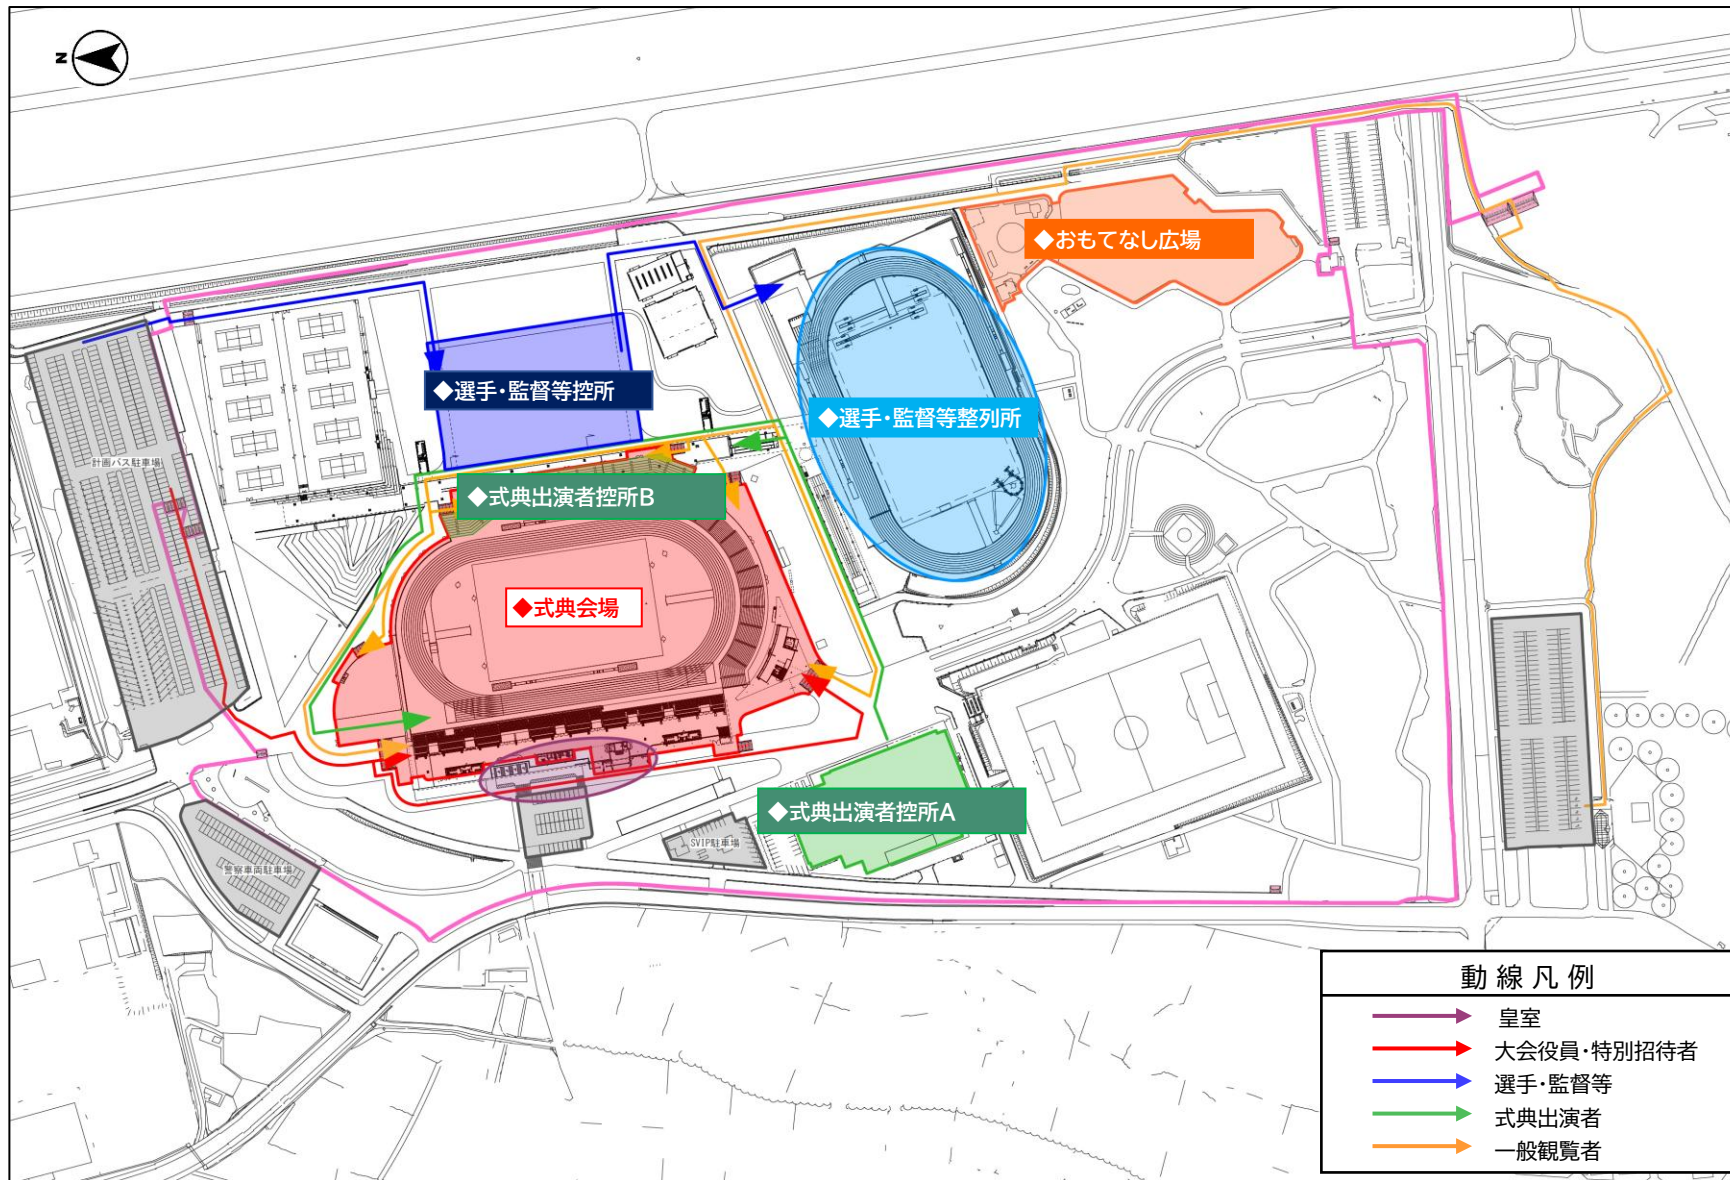 N
◆おもてなし広場
◆選手・監督等控所
◆選手・監督等整列所
計画バス駐車場
◆式典出演者控所B
◆式典会場
◆式典出演者控所A
SVIP駐車場
警察車両駐車場
動線凡例
皇室
大会役員・特別招待者
選手・監督等
式典出演者
一般観覧者